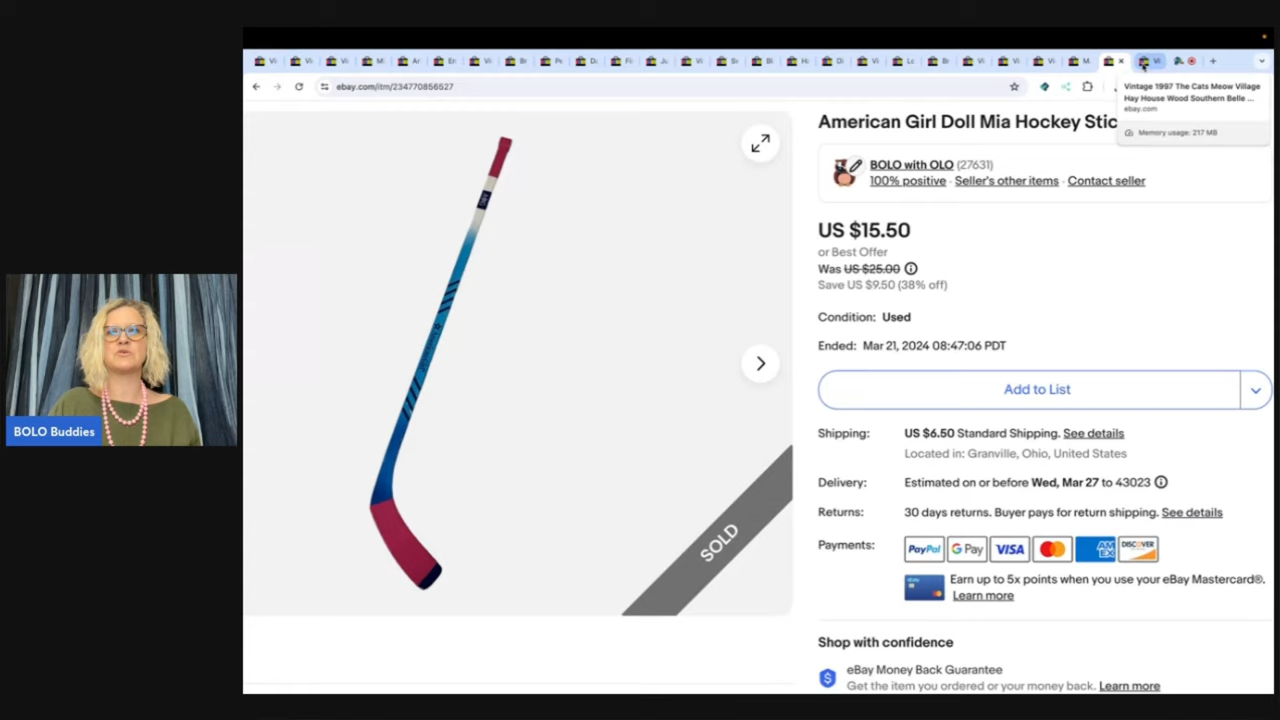 ebay.com/itm/234770856527
Vintage 1997 The Cats Meow Village
Hay House Wood Southern Belle ...
ebay.com
Memory usage: 217 MB
American Girl Doll Mia Hockey Stic
BOLO with OLO (27631)
100% positive · Seller's other items · Contact seller
US $15.50
or Best Offer
Was US $25.00
Save US $9.50 (38% off)
Condition: Used
Ended: Mar 21, 2024 08:47:06 PDT
Add to List
Shipping: US $6.50 Standard Shipping. See details
Located in: Granville, Ohio, United States
Delivery: Estimated on or before Wed, Mar 27 to 43023
Returns: 30 days returns. Buyer pays for return shipping. See details
Payments: PayPal G Pay VISA AM EX DISCOVER
Earn up to 5x points when you use your eBay Mastercard®.
Learn more
Shop with confidence
eBay Money Back Guarantee
Get the item you ordered or your money back. Learn more
SOLD
BOLO Buddies